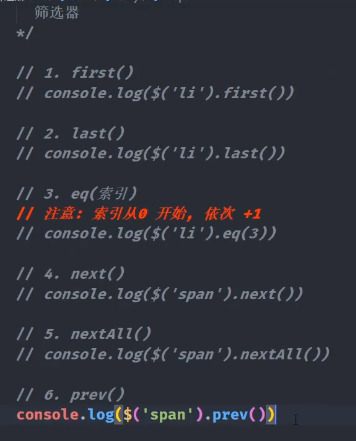 筛选器
*/
// 1. first()
// console.log($('li').first())
// 2. last()
// console.log($('li').last())
// 3. eq(索引)
// 注意: 索引从0 开始, 依次 +1
// console.log($('li').eq(3))
// 4. next()
// console.log($('span').next())
// 5. nextAll()
// console.log($('span').nextAll())
// 6. prev()
console.log($('span').prev())